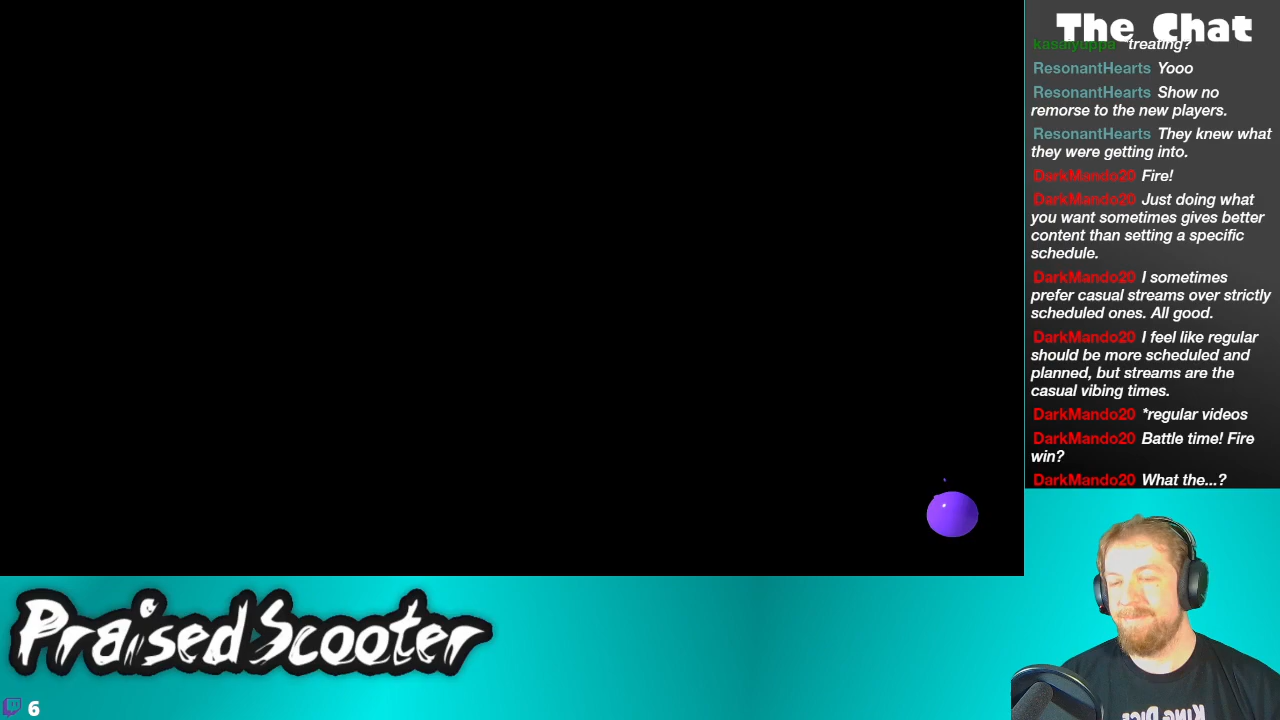 The Chat
kasaiyuppa treating?
ResonantHearts Yooo
ResonantHearts Show no
remorse to the new players.
ResonantHearts They knew what
they were getting into.
DarkMando20 Fire!
DarkMando20 Just doing what
you want sometimes gives better
content than setting a specific
schedule.
DarkMando20 I sometimes
prefer casual streams over strictly
scheduled ones. All good.
DarkMando20 I feel like regular
should be more scheduled and
planned, but streams are the
casual vibing times.
DarkMando20 *regular videos
DarkMando20 Battle time! Fire
win?
DarkMando20 What the...?
PraisedScooter
6
KING DICE